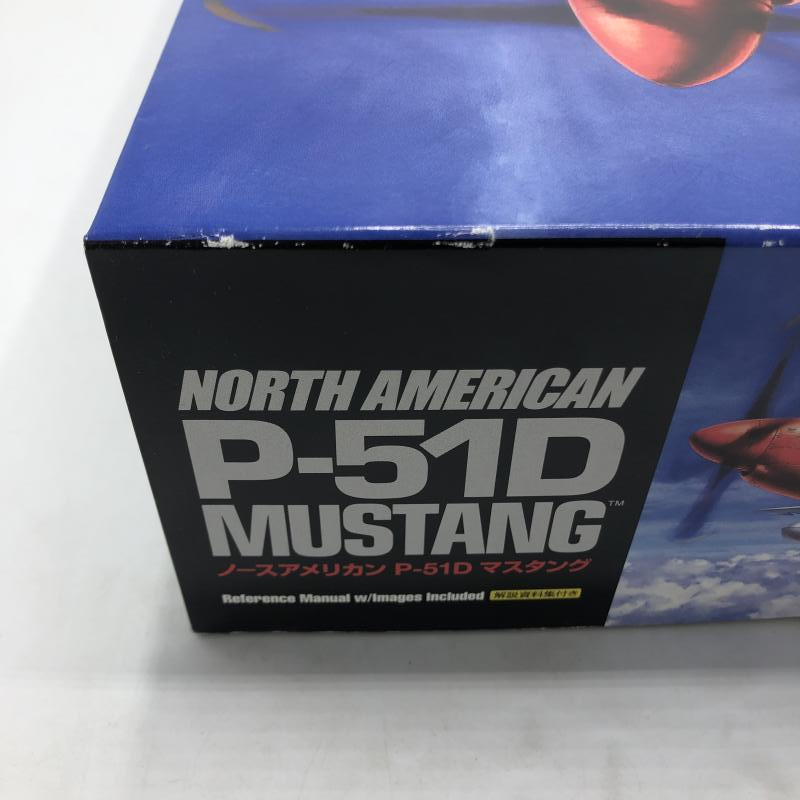 NORTH AMERICAN
P-51D
MUSTANG™
ノースアメリカン P-51D マスタング
Reference Manual w/Images Included 解説資料集付き